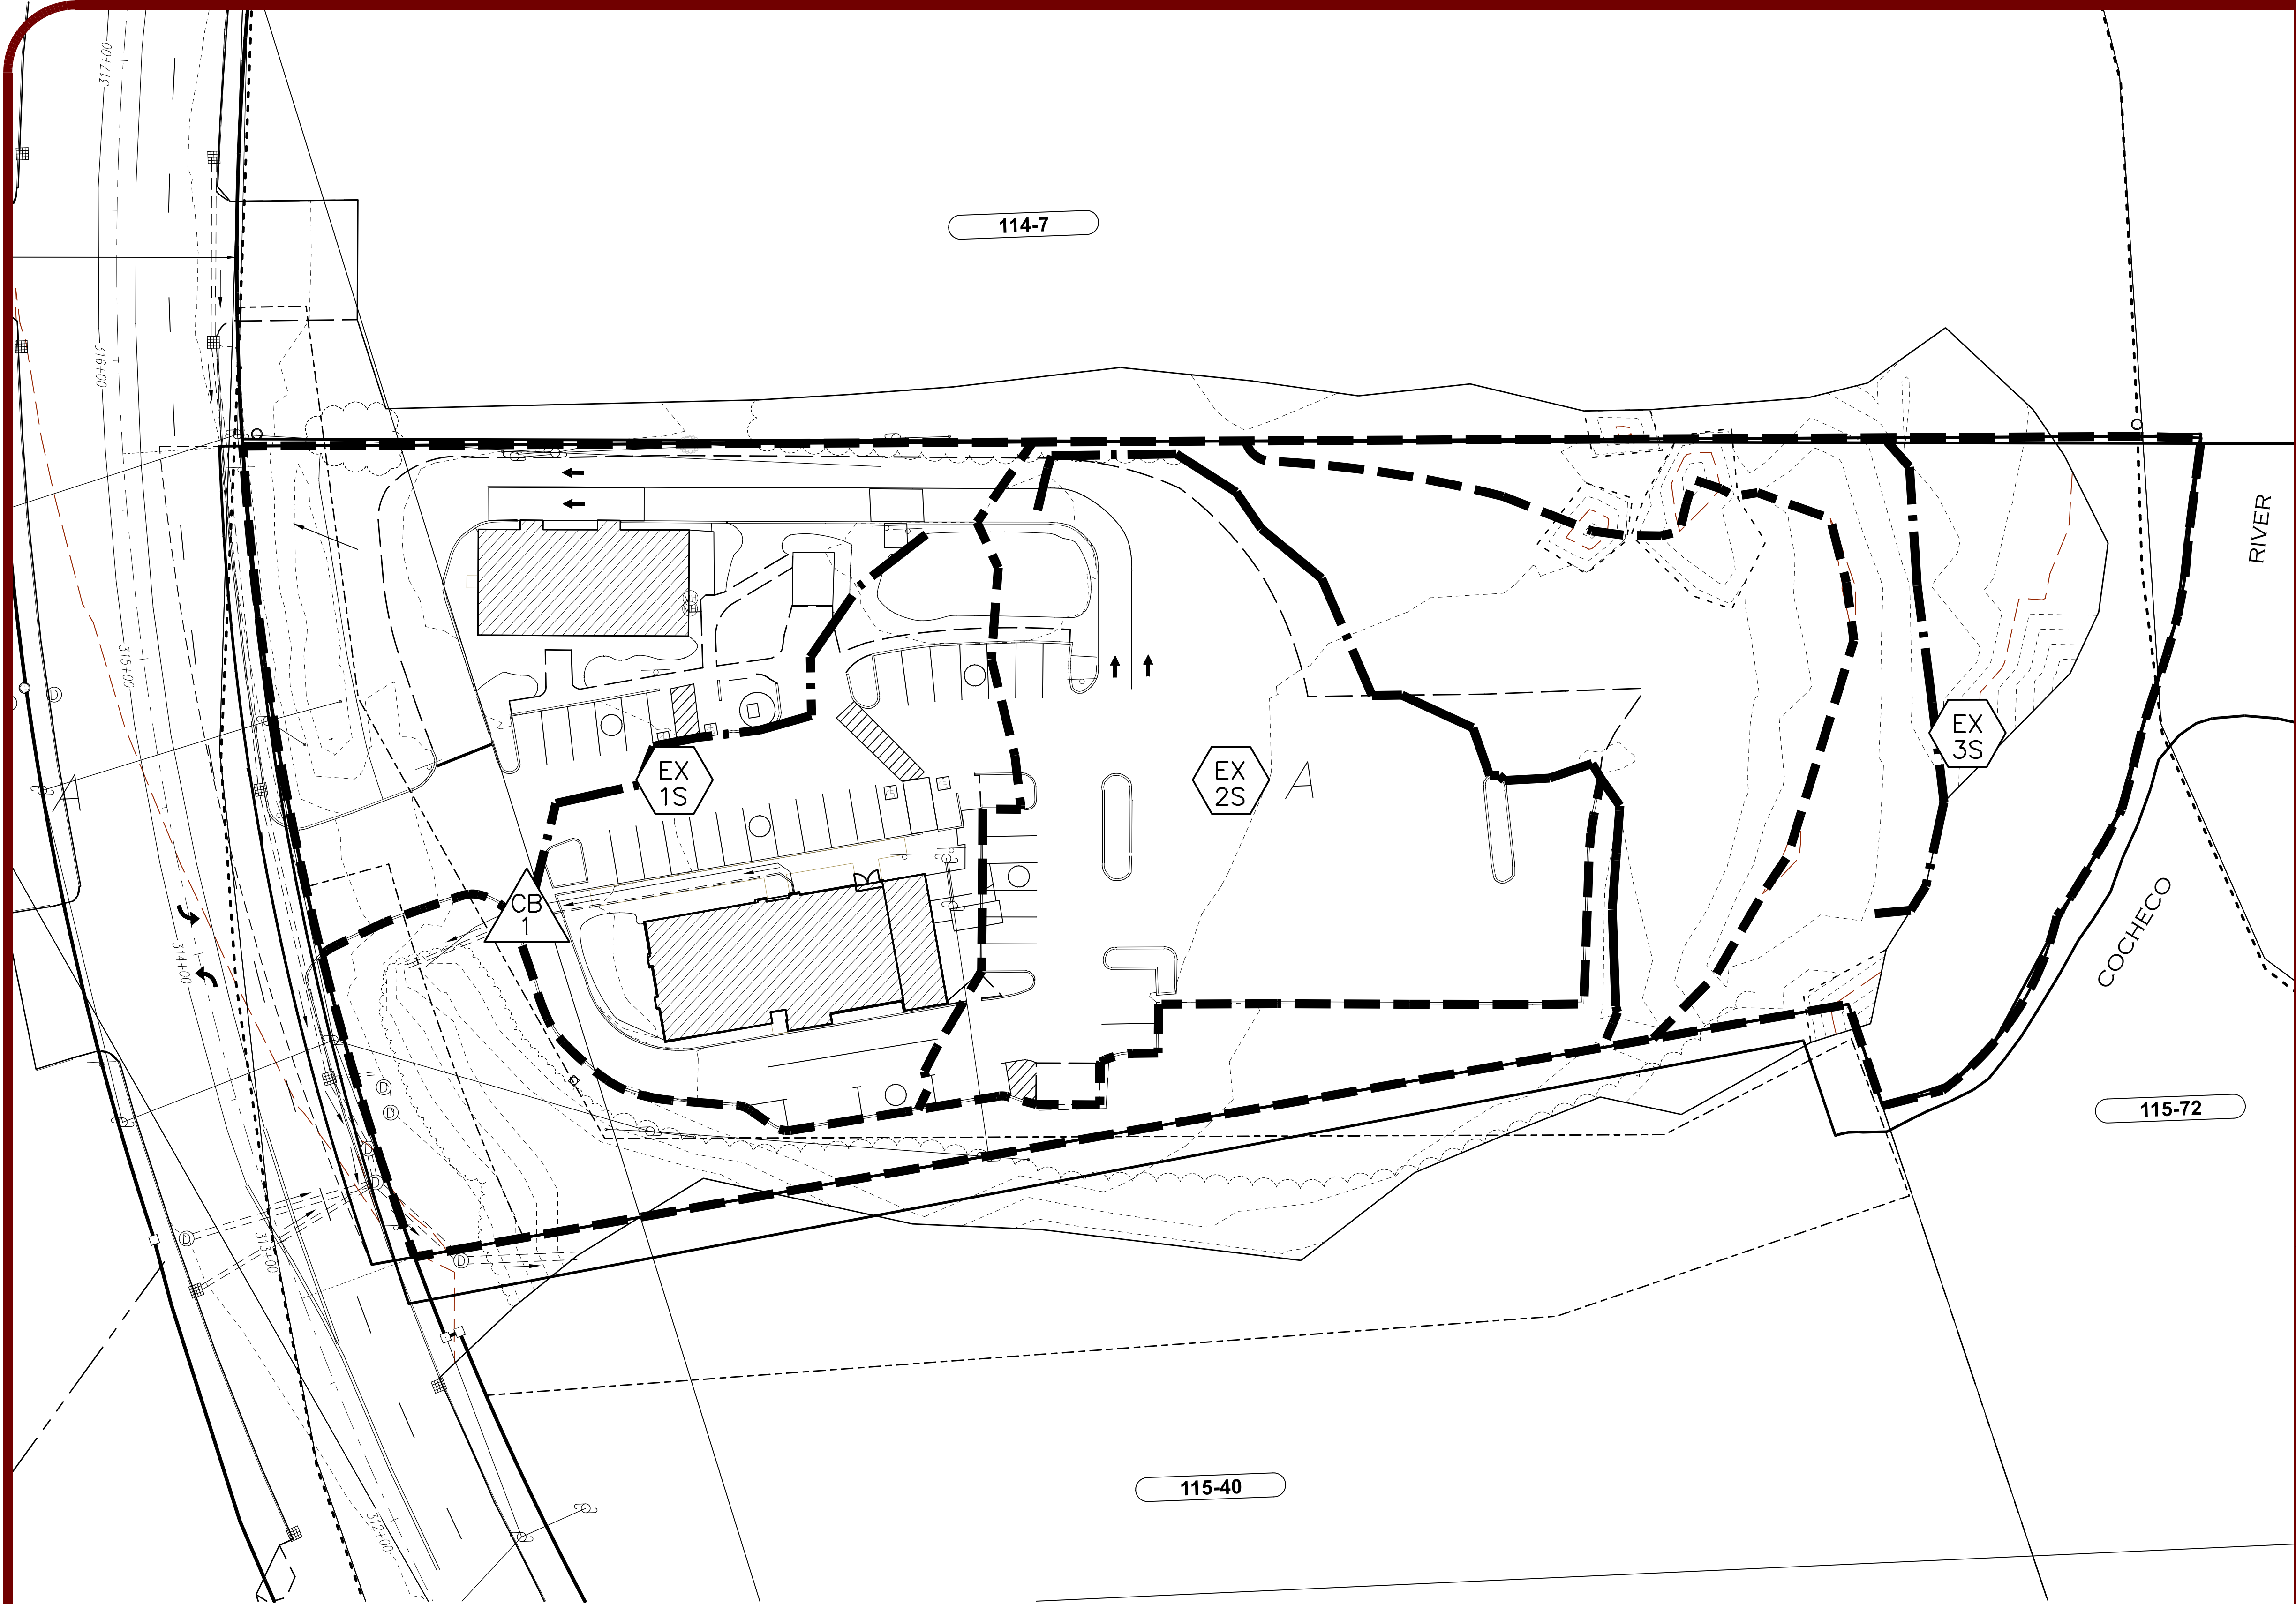 317+00
114-7
316+00
RIVER
315+00
EX
1S
EX
2S
A
EX
3S
CB
1
314+00
COCHECO
D
D
D
D
D
D
D
115-72
313+00
115-40
312+00